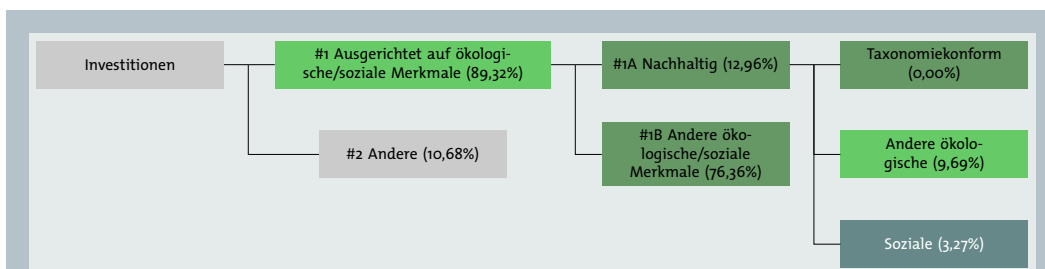 Investitionen
#1 Ausgerichtet auf ökologi-
sche/soziale Merkmale (89,32%)
#2 Andere (10,68%)
#1A Nachhaltig (12,96%)
#1B Andere öko-
logische/soziale
Merkmale (76,36%)
Taxonomiekonform
(0,00%)
Andere ökolo-
gische (9,69%)
Soziale (3,27%)